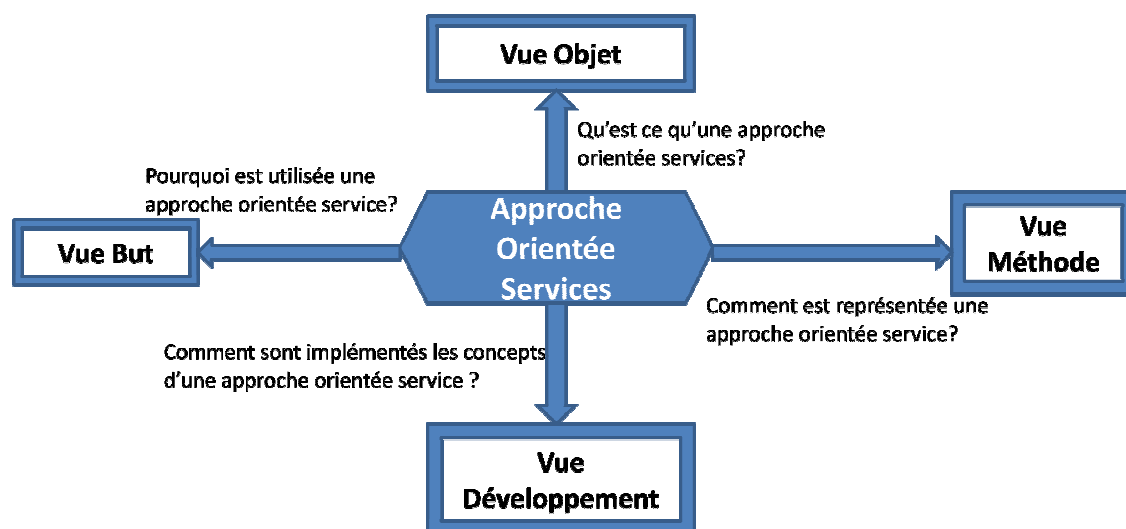 Vue Objet
Qu'est ce qu'une approche
orientée services?
Pourquoi est utilisée une
approche orientée service?
Approche
Orientée
Services
Vue But
Vue
Méthode
Comment est représentée une
approche orientée service?
Comment sont implémentés les concepts
d'une approche orientée service ?
Vue
Développement